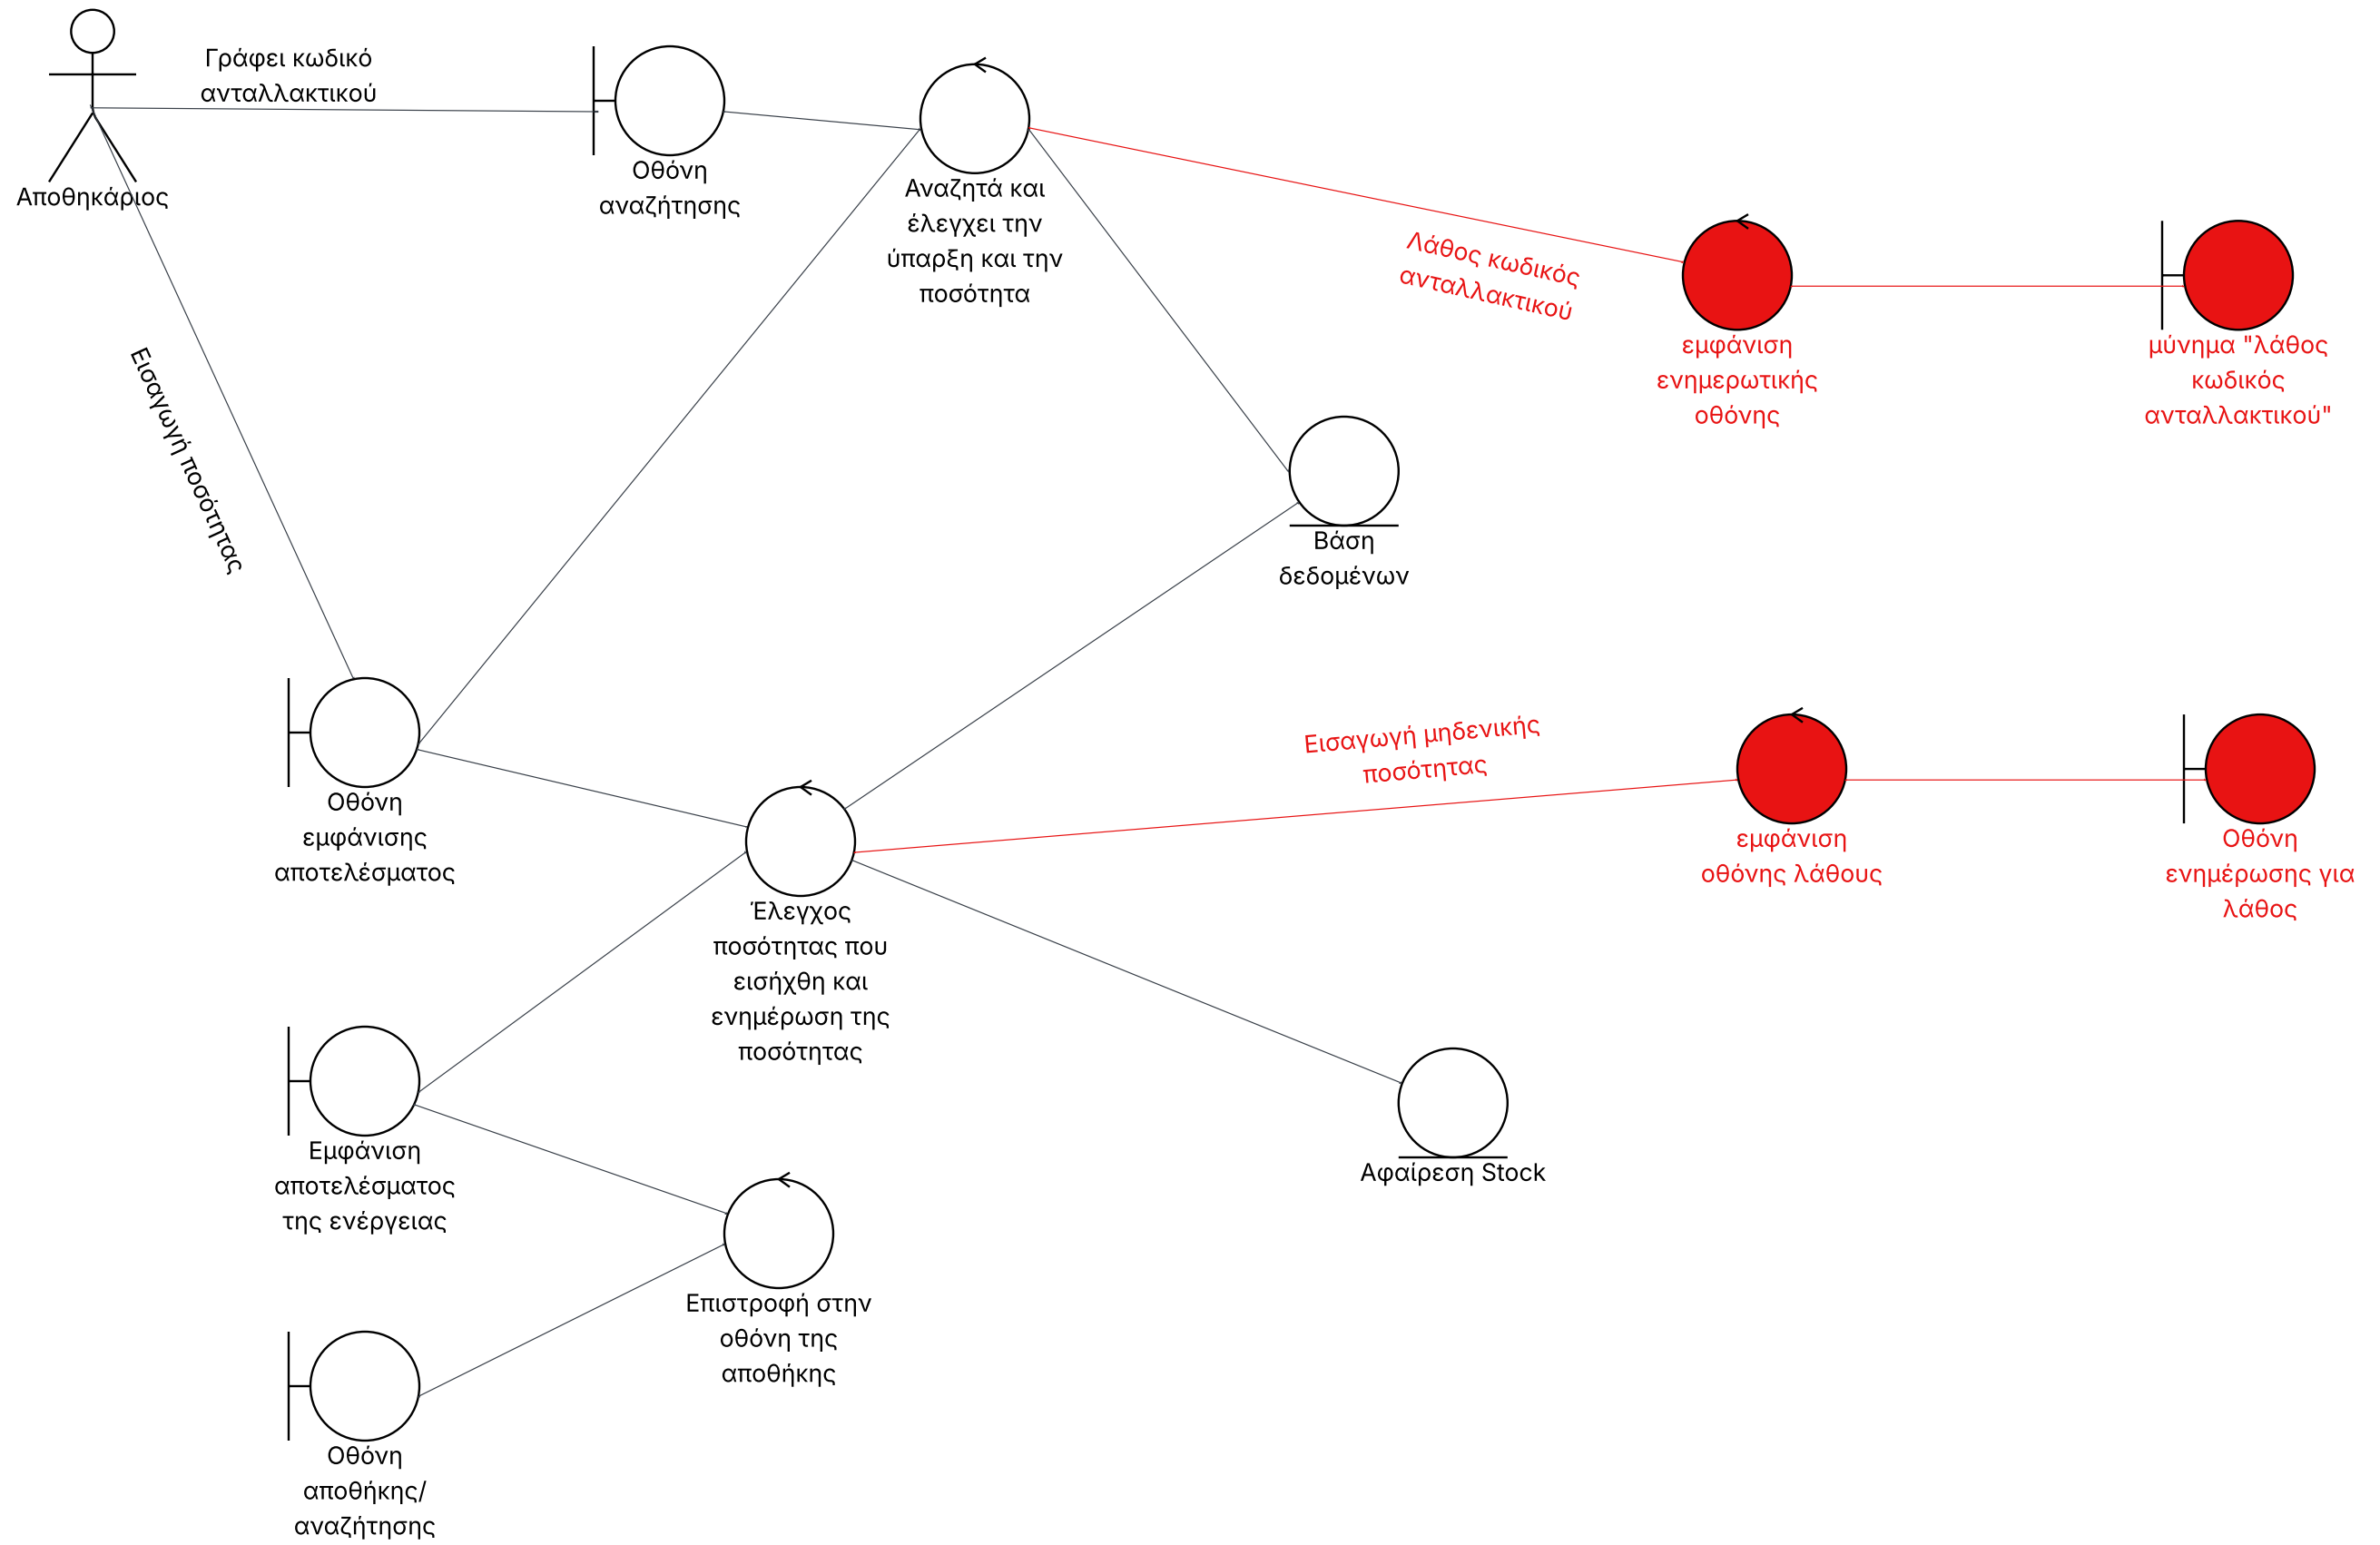 Γράφει κωδικό
ανταλλακτικού
Αποθηκάριος
Οθόνη
αναζήτησης
Αναζητά και
έλεγχει την
ύπαρξη και την
ποσότητα
Λάθος κωδικός
ανταλλακτικού
εμφάνιση
ενημερωτικής
οθόνης
μύνημα "λάθος
κωδικός
ανταλλακτικού"
Εισαγωγή ποσότητας
Βάση
δεδομένων
Οθόνη
εμφάνισης
αποτελέσματος
Εισαγωγή μηδενικής
ποσότητας
εμφάνιση
οθόνης λάθους
Οθόνη
ενημέρωσης για
λάθος
Έλεγχος
ποσότητας που
εισήχθη και
ενημέρωση της
ποσότητας
Εμφάνιση
αποτελέσματος
της ενέργειας
Αφαίρεση Stock
Επιστροφή στην
οθόνη της
αποθήκης
Οθόνη
αποθήκης/
αναζήτησης